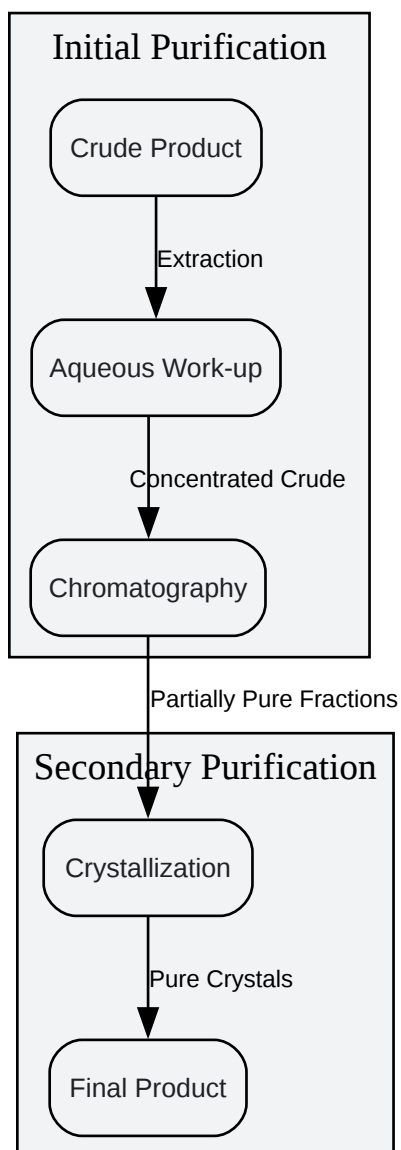 Initial Purification
Crude Product
Extraction
Aqueous Work-up
Concentrated Crude
Chromatography
Partially Pure Fractions
Secondary Purification
Crystallization
Pure Crystals
Final Product